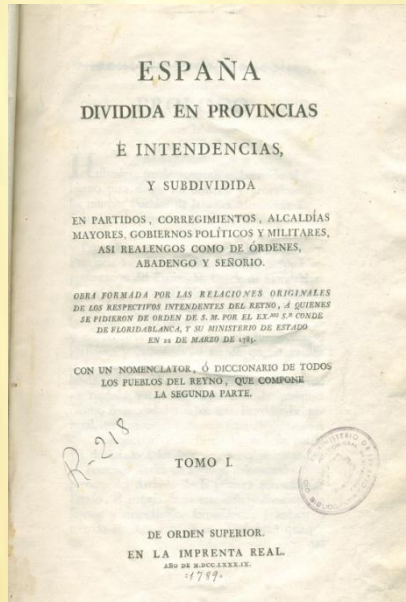 ESPAÑA
DIVIDIDA EN PROVINCIAS
É INTENDENCIAS,
Y SUBDIVIDIDA
EN PARTIDOS, CORREGIMIENTOS, ALCALDÍAS
MAYORES, GOBIERNOS POLÍTICOS Y MILITARES,
ASI REALENGOS COMO DE ÓRDENES,
ABADENGO Y SEÑORIO.
OBRA FORMADA POR LAS RELACIONES ORIGINALES
DE LOS RESPECTIVOS INTENDENTES DEL REYNO, Á QUIENES
SE PIDIERON DE ORDEN DE S. M. POR EL EX.MO S.R CONDE
DE FLORIDABLANCA, Y SU MINISTERIO DE ESTADO
EN 22 DE MARZO DE 1785.
CON UN NOMENCLATOR, Ó DICCIONARIO DE TODOS
LOS PUEBLOS DEL REYNO, QUE COMPONE
LA SEGUNDA PARTE.
R-218
TOMO I.
DE ORDEN SUPERIOR.
EN LA IMPRENTA REAL.
AÑO DE M.DCC.LXXX.IX.
1789.